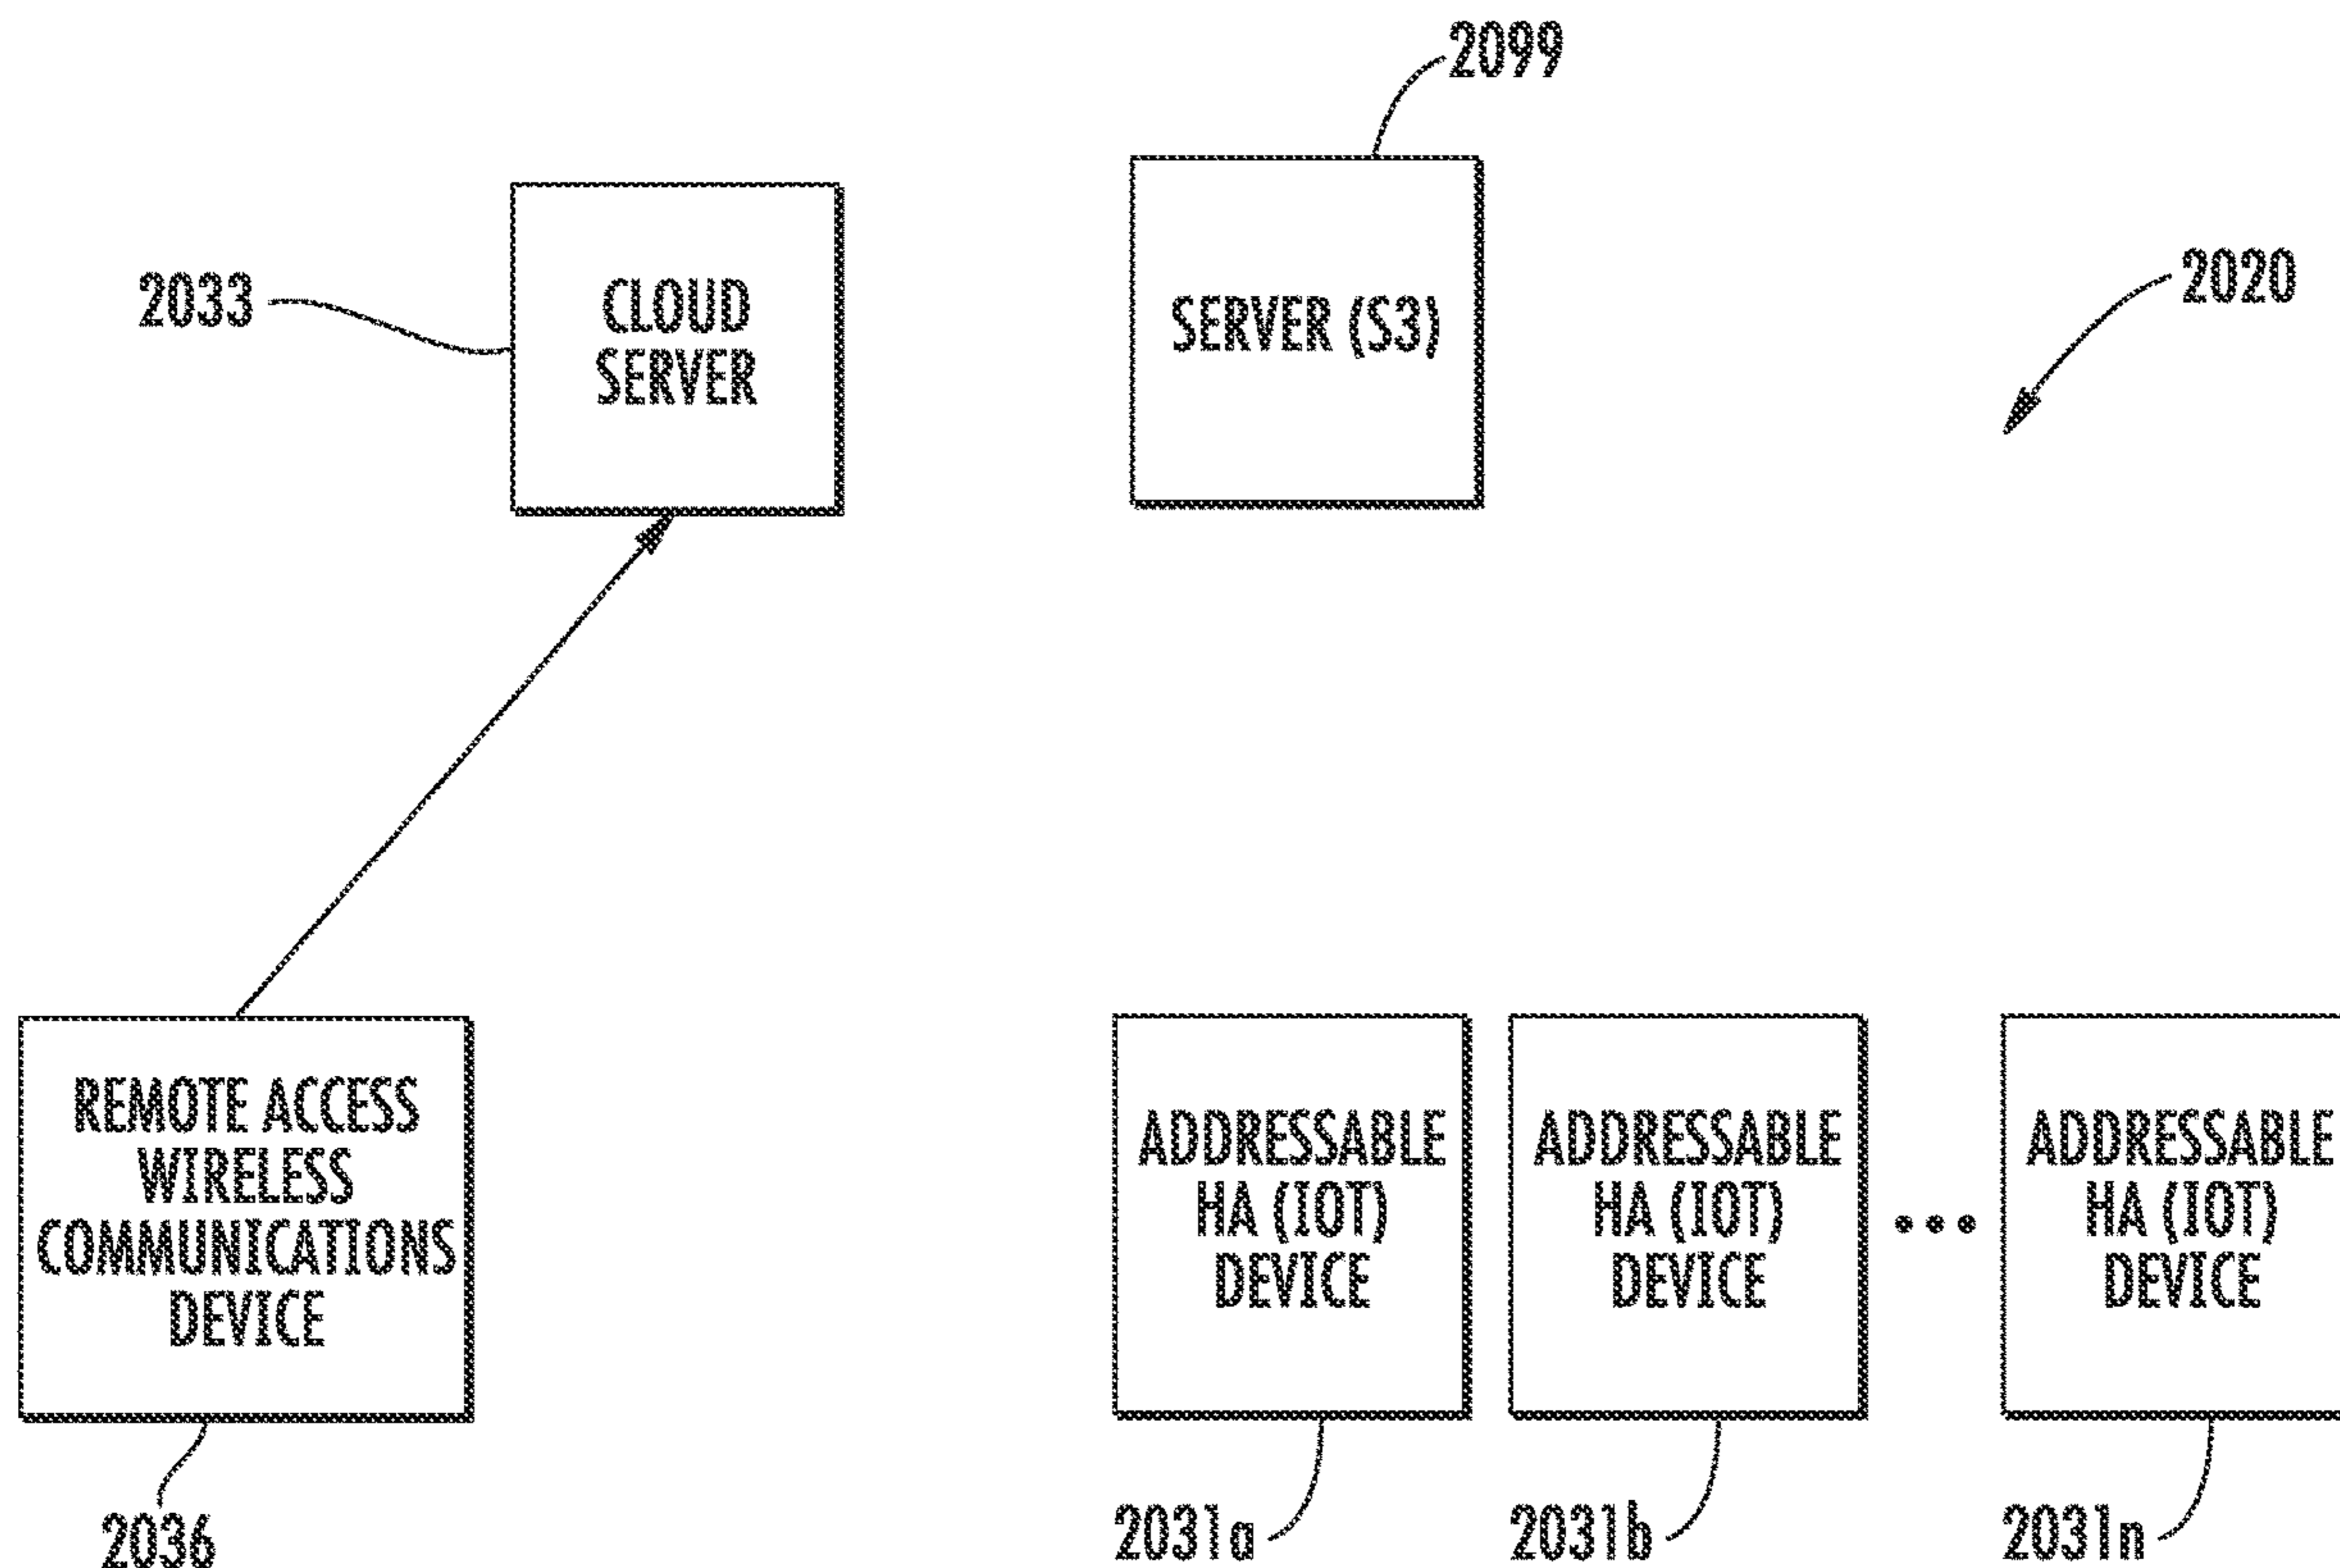 2099
2033
CLOUD
SERVER
SERVER (S3)
2020
REMOTE ACCESS
WIRELESS
COMMUNICATIONS
DEVICE
ADDRESSABLE
HA (IOT)
DEVICE
ADDRESSABLE
HA (IOT)
DEVICE
•••
ADDRESSABLE
HA (IOT)
DEVICE
2036
2031a
2031b
2031n